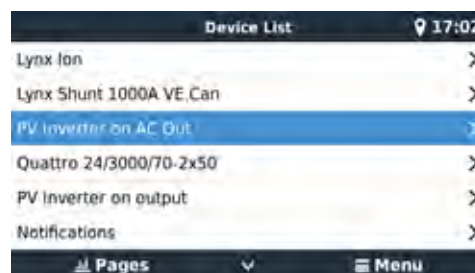 Device List 17:02
Lynx Ion
Lynx Shunt 1000A VE.Can
PV Inverter on AC Out
Quattro 24/3000/70-2x50
PV Inverter on output
Notifications
Pages Menu